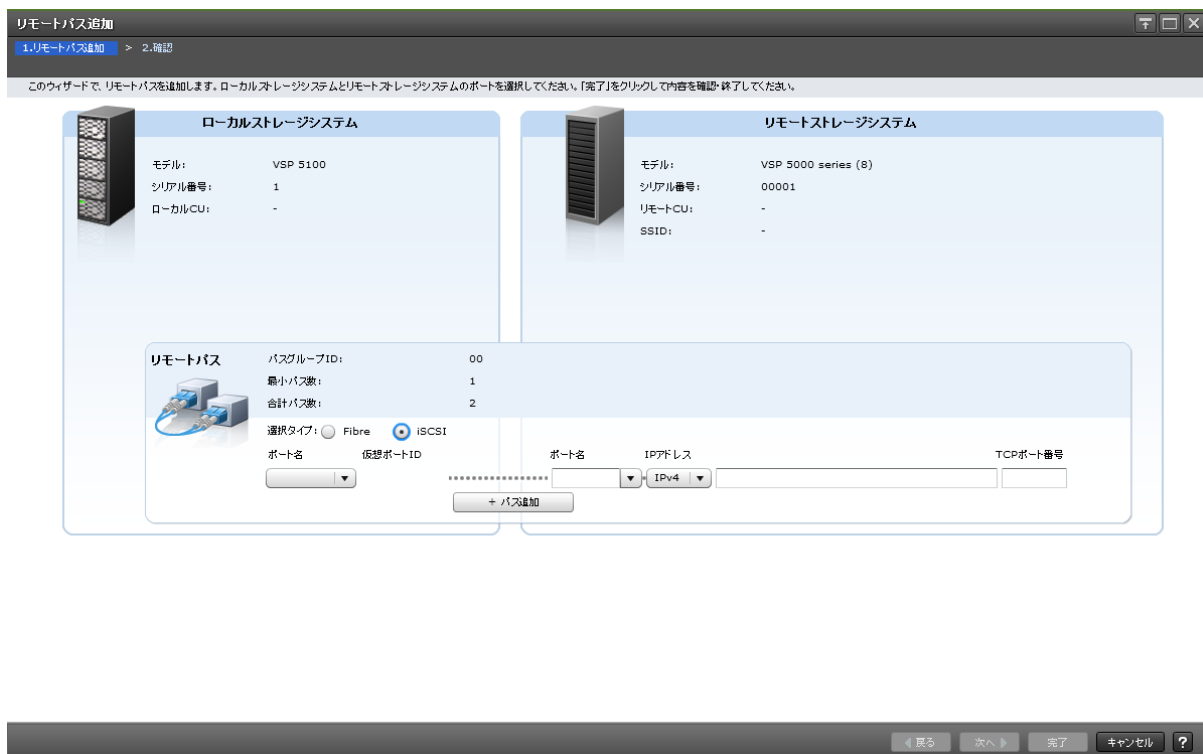 リモートパス追加
1.リモートパス追加 > 2.確認
このウィザードで、リモートパスを追加します。ローカルストレージシステムとリモートストレージシステムのポートを選択してください。「完了」をクリックして内容を確認・終了してください。
ローカルストレージシステム
モデル: VSP 5100
シリアル番号: 1
ローカルCU: -
リモートストレージシステム
モデル: VSP 5000 series (8)
シリアル番号: 00001
リモートCU: -
SSID: -
リモートパス
パスグループID: 00
最小パス数: 1
合計パス数: 2
選択タイプ: Fibre iSCSI
ポート名 仮想ポートID ポート名 IPアドレス TCPポート番号
IPv4
+ パス追加
戻る 次へ 完了 キャンセル ?